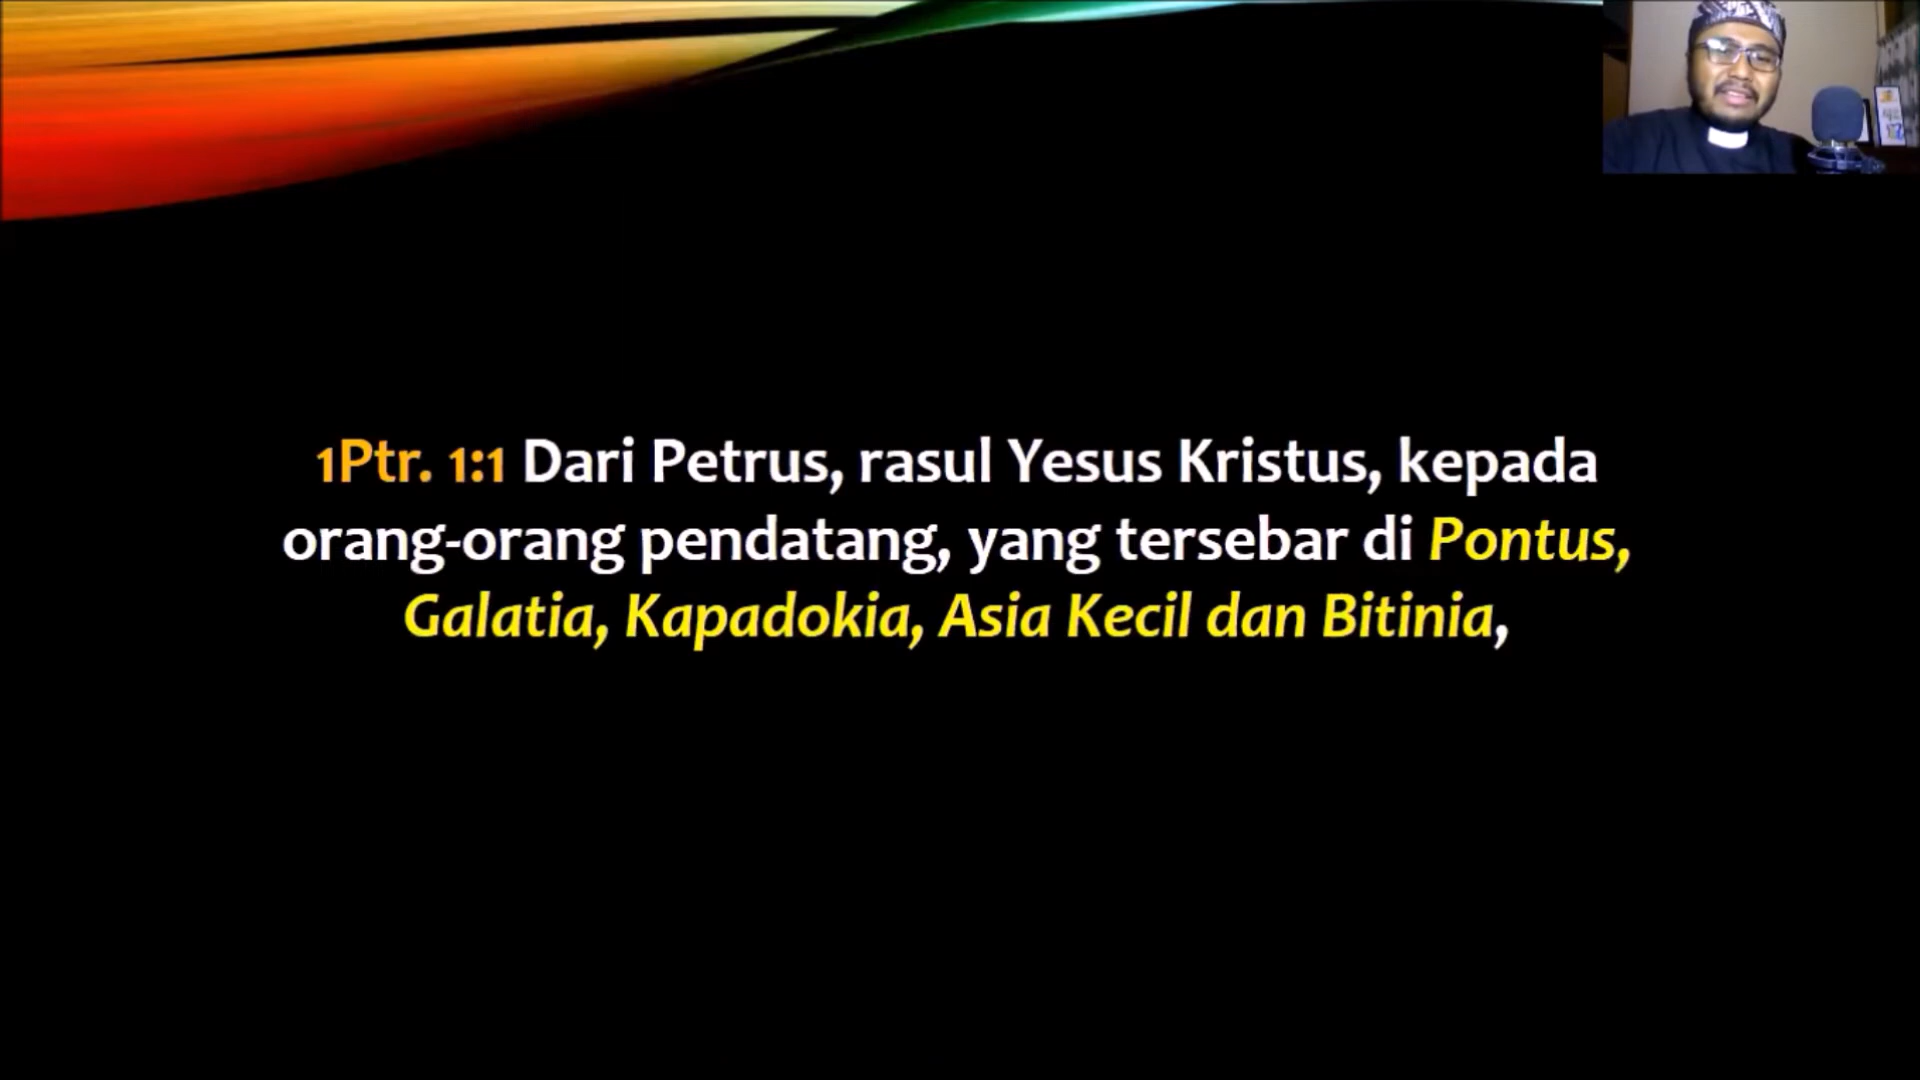 1Ptr. 1:1 Dari Petrus, rasul Yesus Kristus, kepada
orang-orang pendatang, yang tersebar di Pontus,
Galatia, Kapadokia, Asia Kecil dan Bitinia,